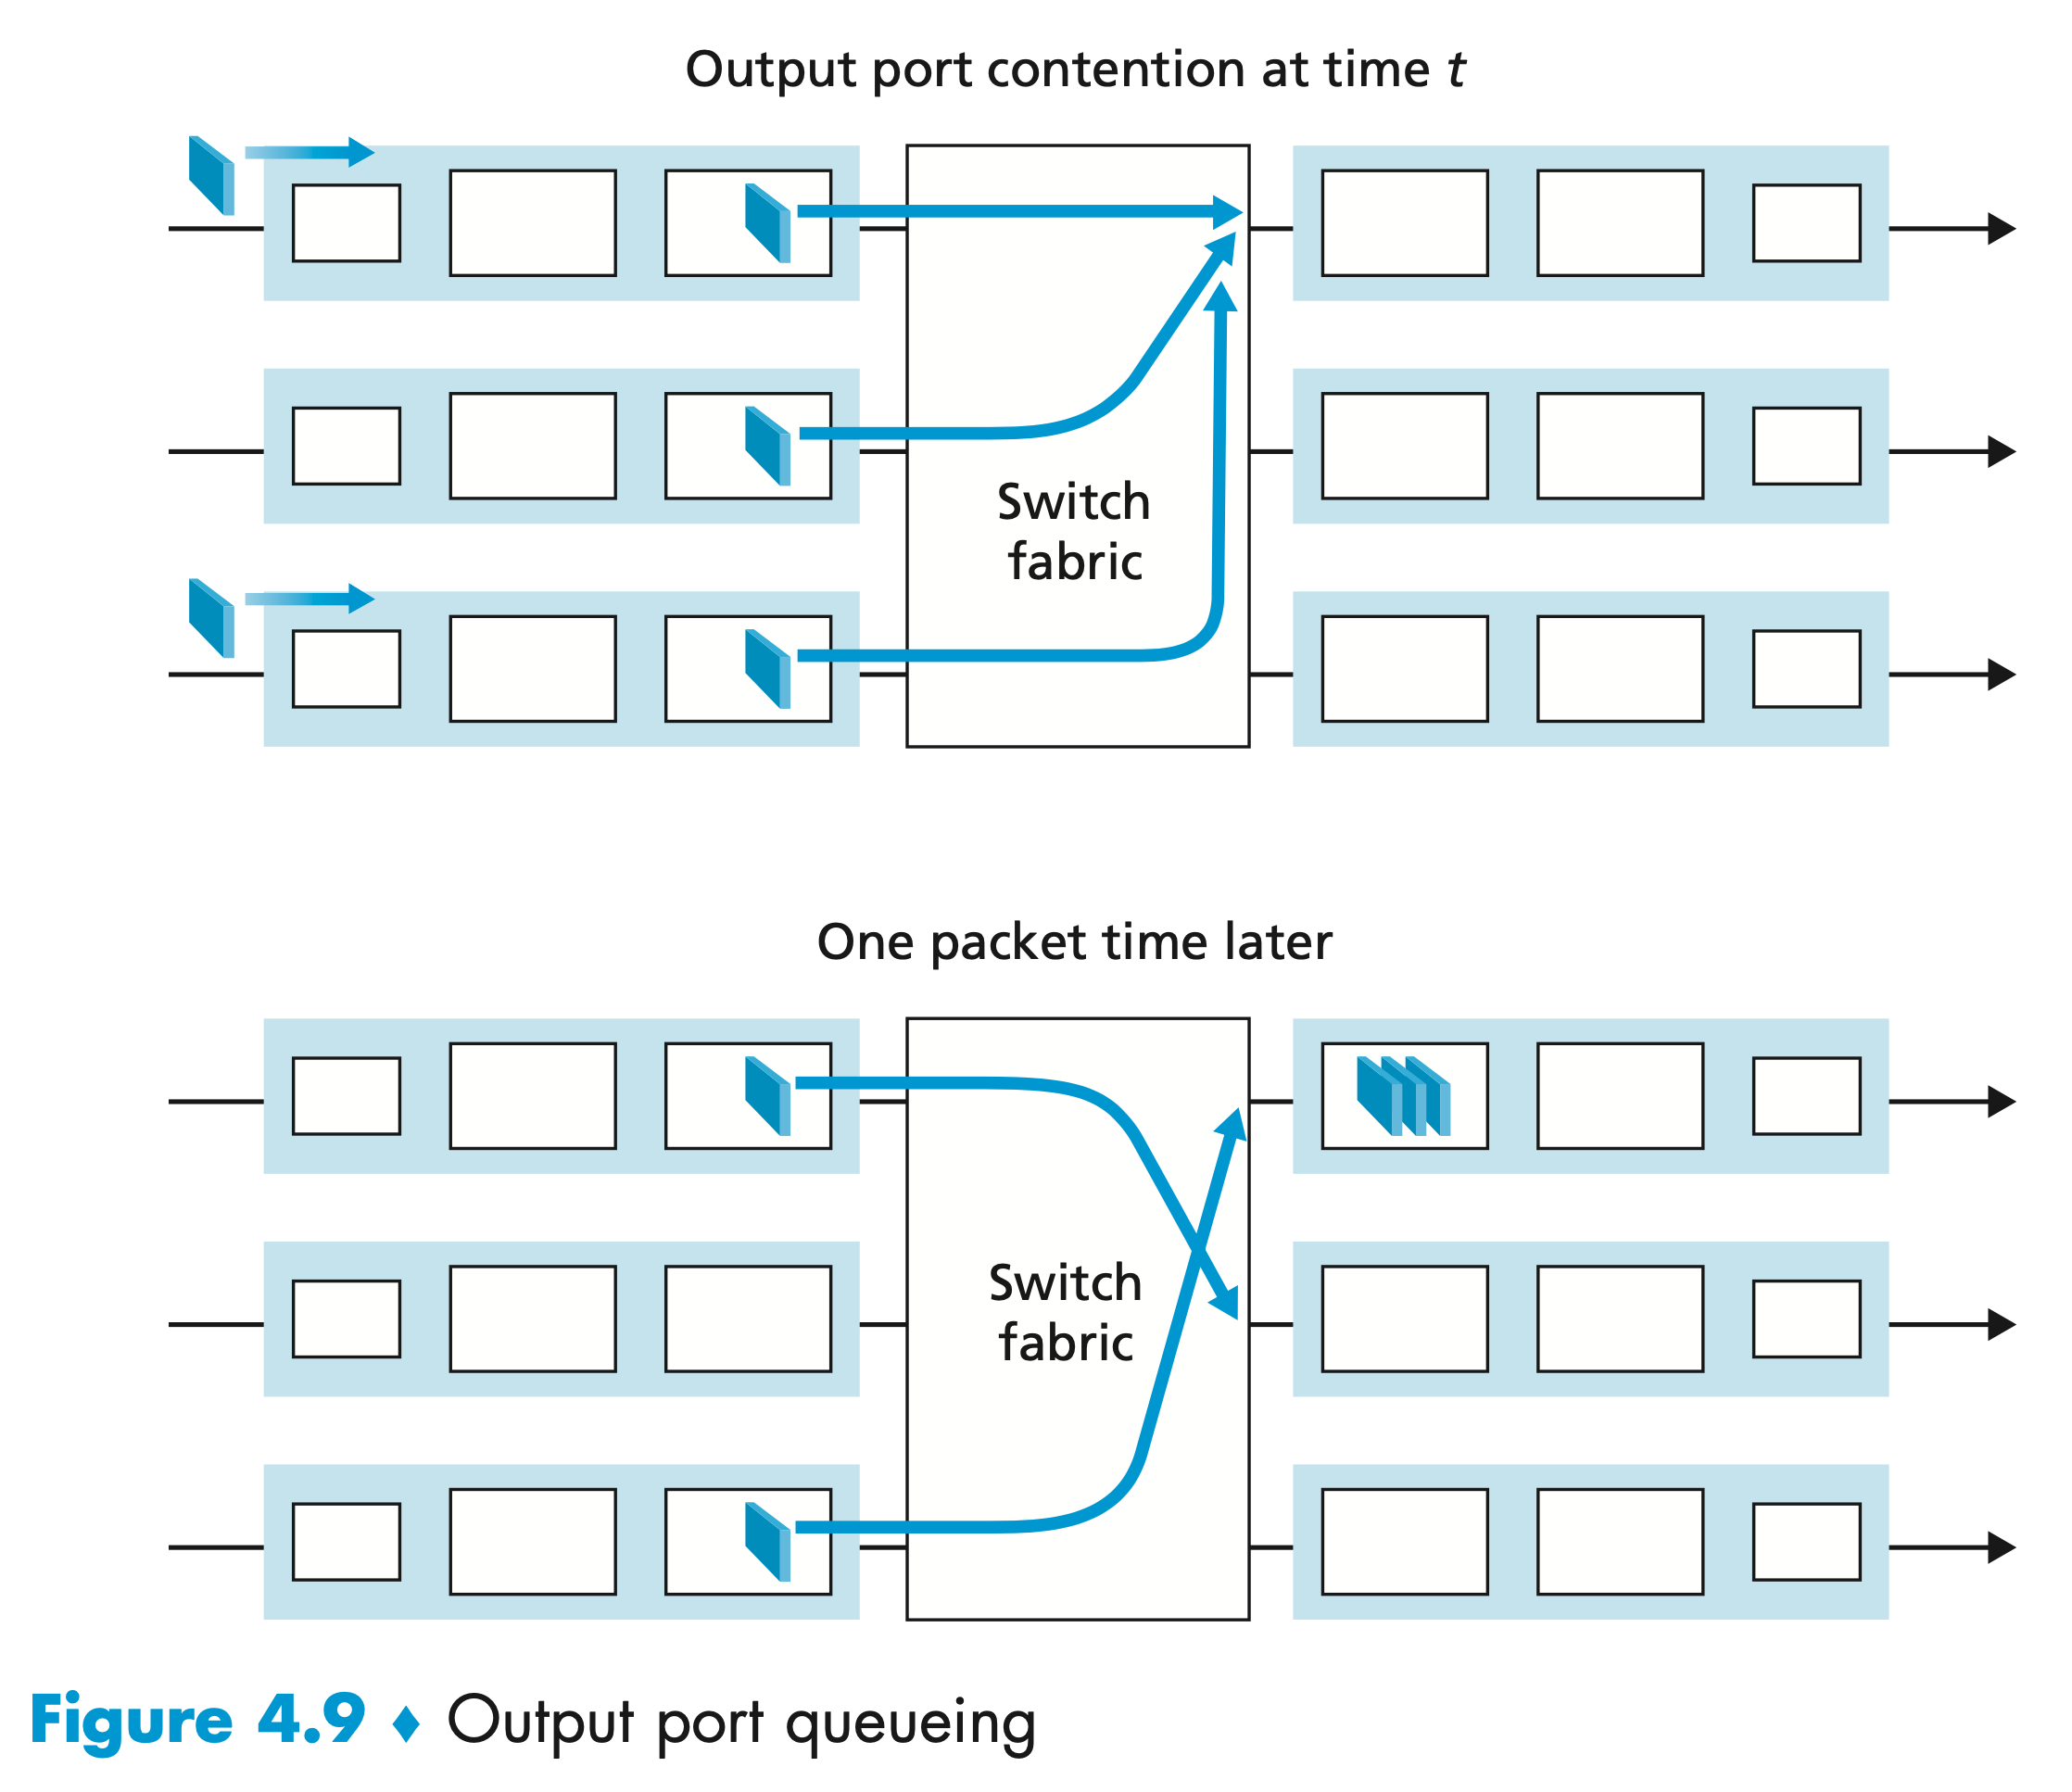 Output port contention at time t
Switch
fabric
One packet time later
Switch
fabric
Figure 4.9 ♦ Output port queueing